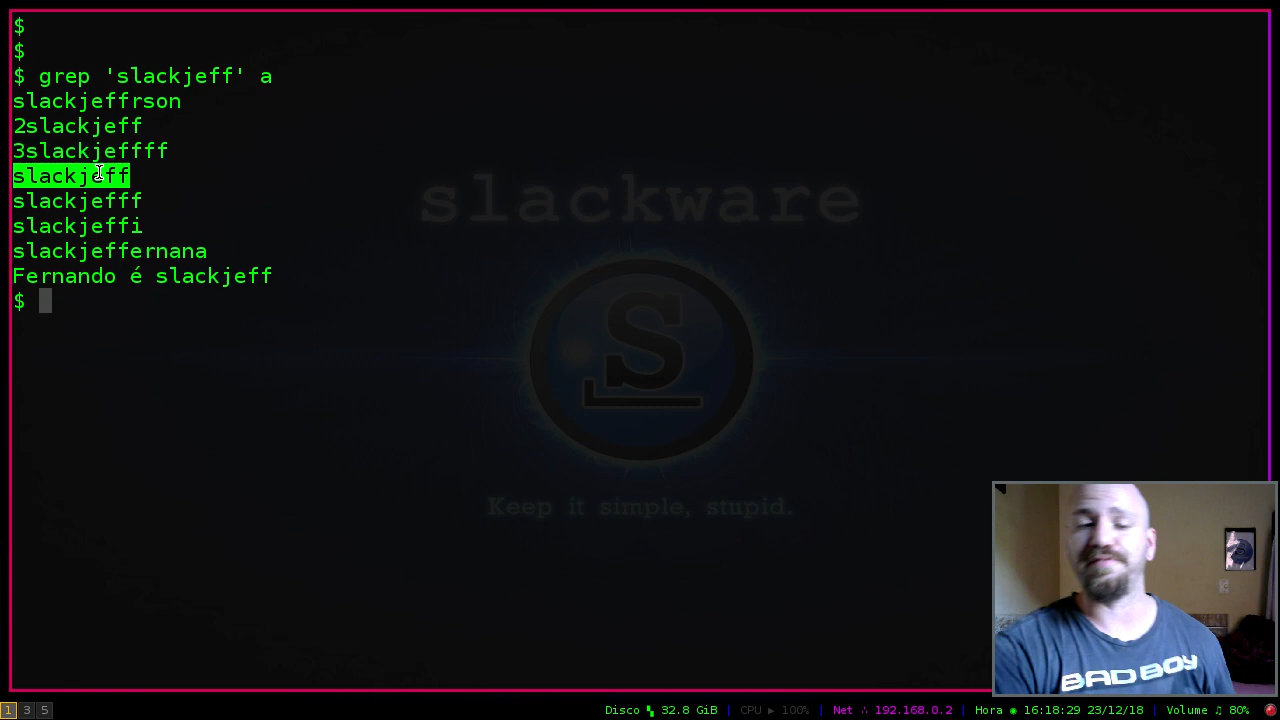 $
$
$ grep 'slackjeff' a
slackjeffrson
2slackjeff
3slackjeffff
slackjeff
slackjefff
slackjeffi
slackjeffernana
Fernando é slackjeff
$
slackware
S
Keep it simple, stupid.
BAD BOY
1 3 5
Disco 32.8 GiB | CPU ▶ 100% | Net ∴ 192.168.0.2 | Hora ◉ 16:18:29 23/12/18 | Volume ♫ 80%